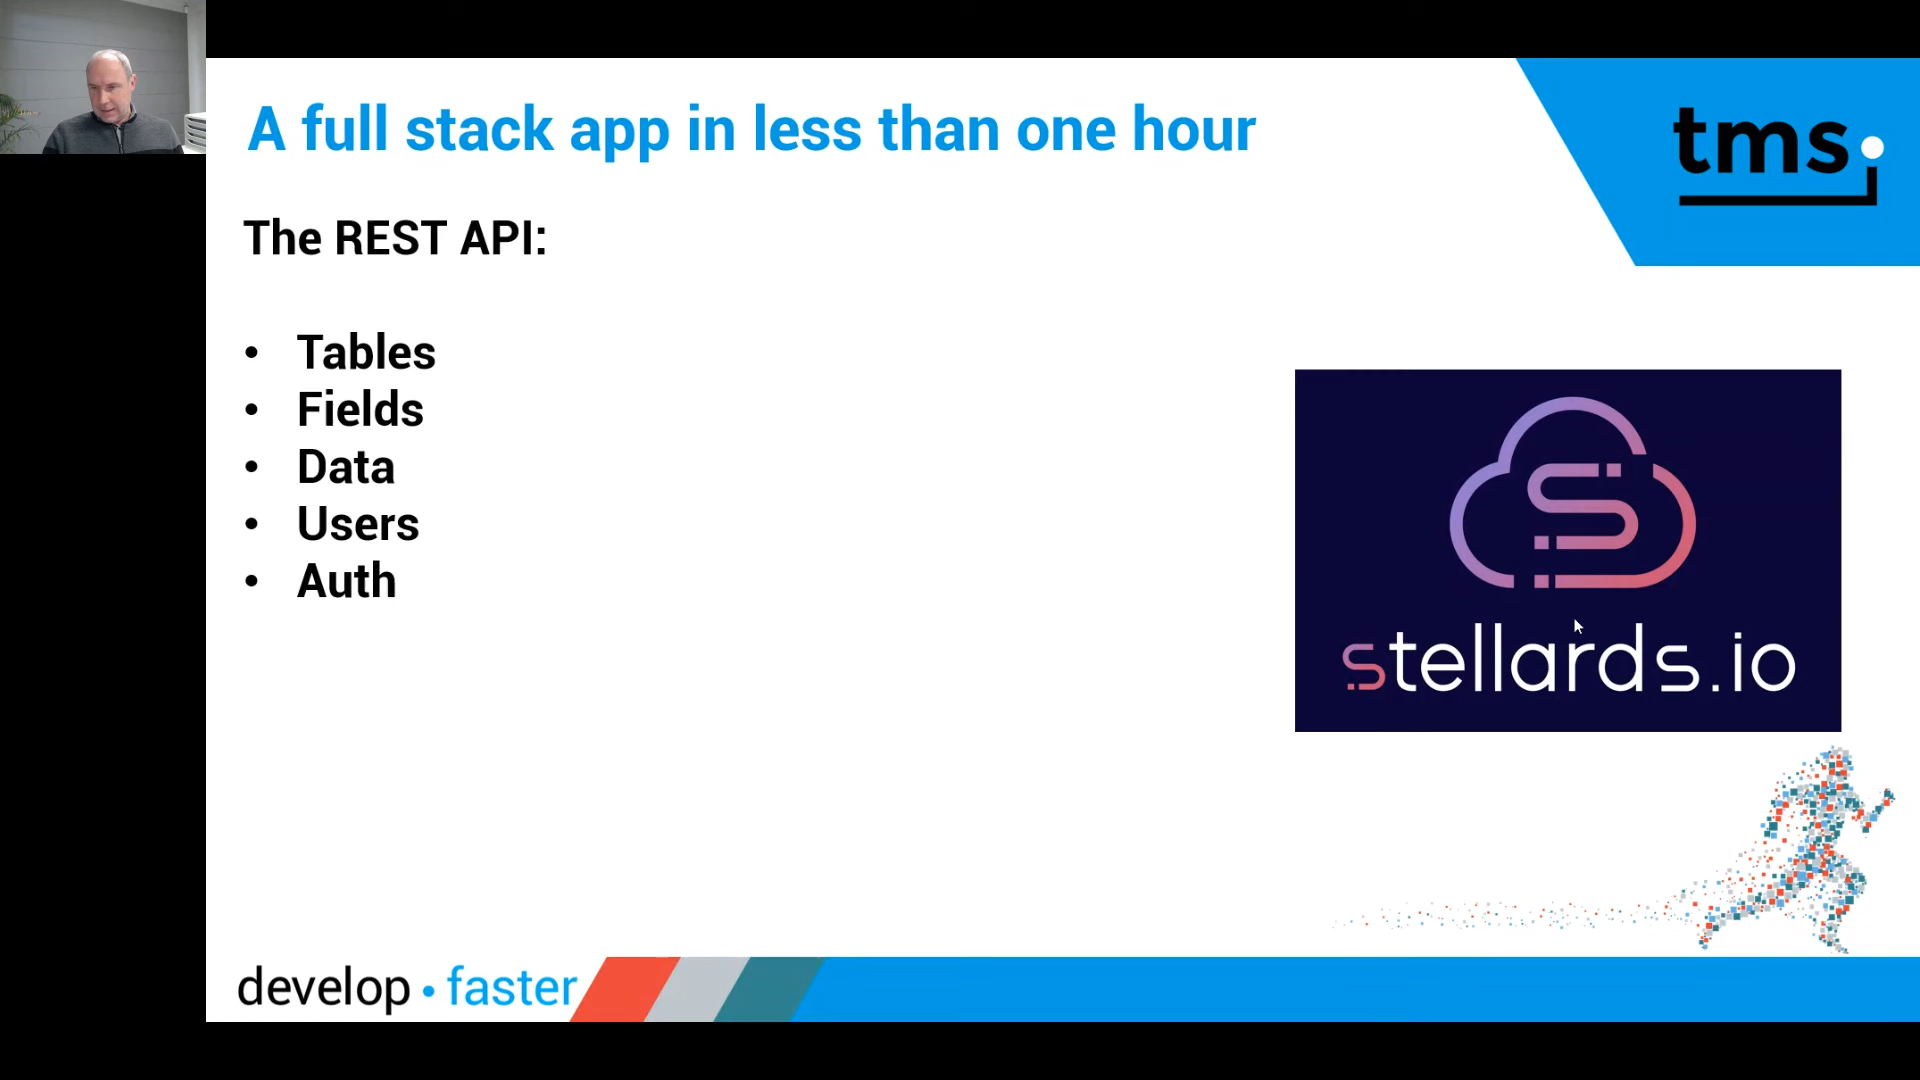 A full stack app in less than one hour
tms
The REST API:
• Tables
• Fields
• Data
• Users
• Auth
stellards.io
develop • faster